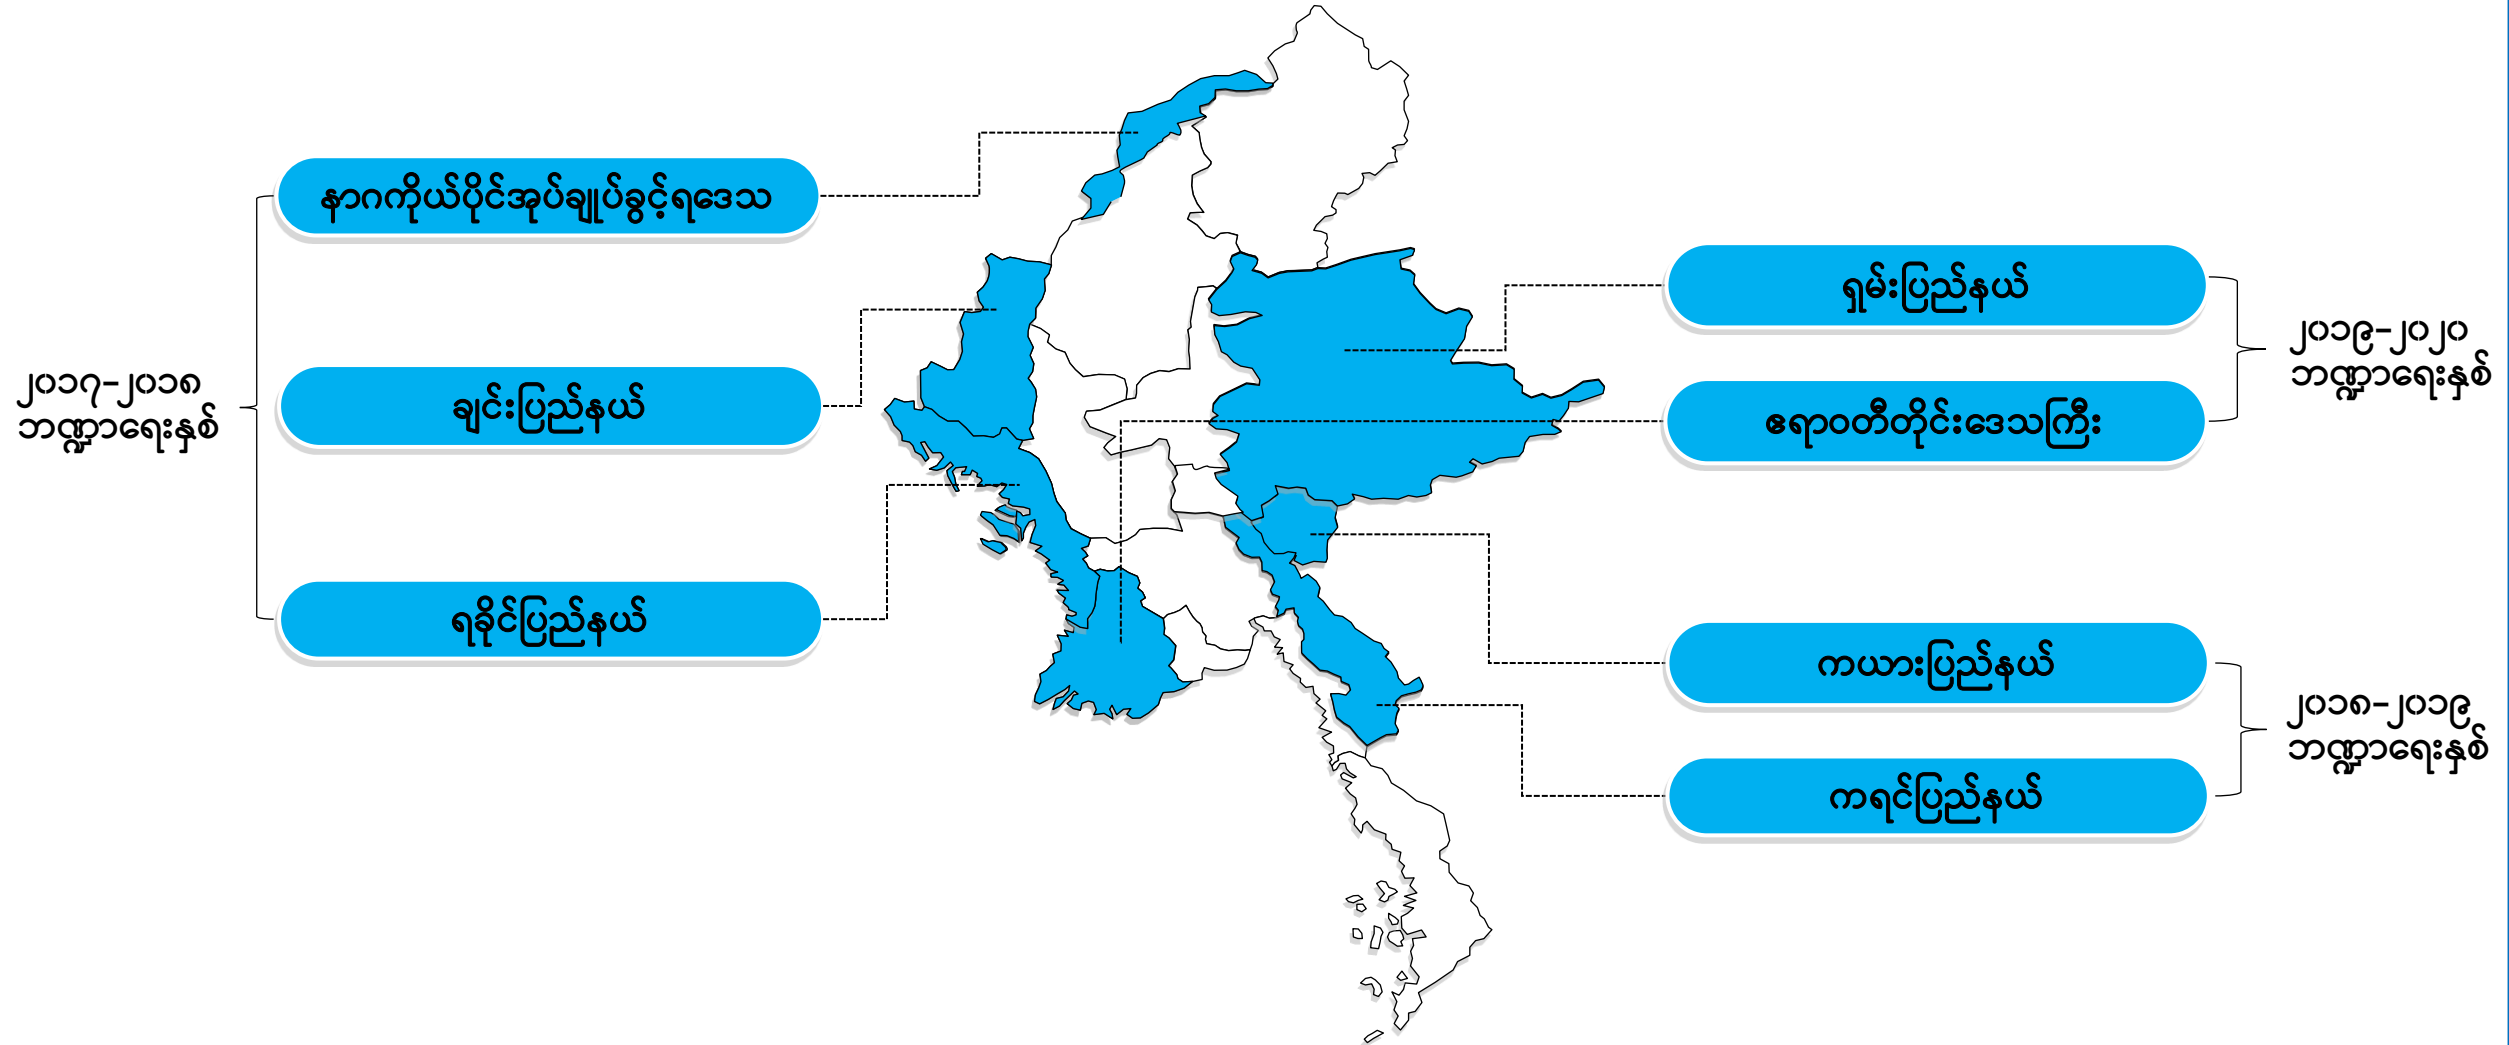 နာဂကိုယ်ပိုင်အုပ်ချုပ်ခွင့်ရဒေသ
ချင်းပြည်နယ်
ရခိုင်ပြည်နယ်
၂၀၁၇-၂၀၁၈
ဘဏ္ဍာရေးနှစ်
ရှမ်းပြည်နယ်
ဧရာဝတီတိုင်းဒေသကြီး
၂၀၁၉-၂၀၂၀
ဘဏ္ဍာရေးနှစ်
ကယားပြည်နယ်
ကရင်ပြည်နယ်
၂၀၁၈-၂၀၁၉
ဘဏ္ဍာရေးနှစ်